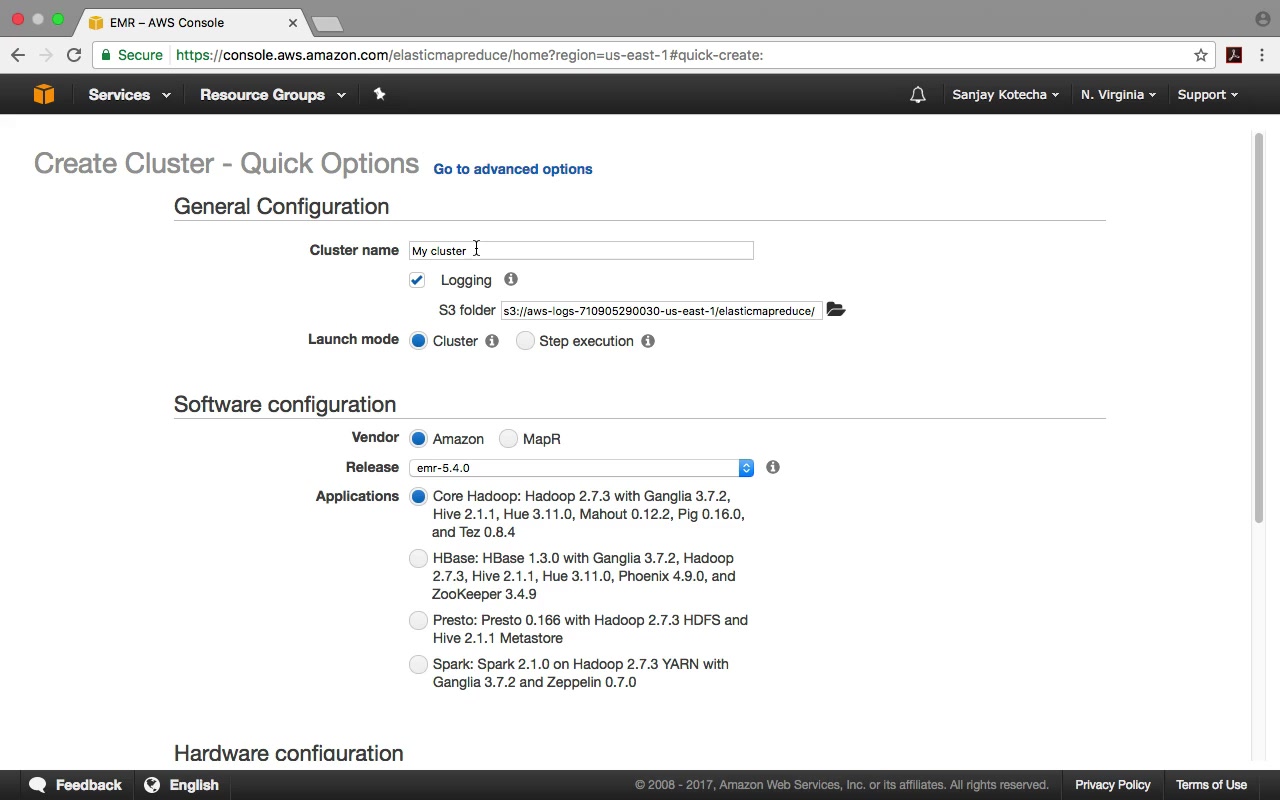 EMR – AWS Console
Secure https://console.aws.amazon.com/elasticmapreduce/home?region=us-east-1#quick-create:
Services Resource Groups Sanjay Kotecha N. Virginia Support
Create Cluster - Quick Options Go to advanced options
General Configuration
Cluster name My cluster
Logging
S3 folder s3://aws-logs-710905290030-us-east-1/elasticmapreduce/
Launch mode Cluster Step execution
Software configuration
Vendor Amazon MapR
Release emr-5.4.0
Applications Core Hadoop: Hadoop 2.7.3 with Ganglia 3.7.2,
Hive 2.1.1, Hue 3.11.0, Mahout 0.12.2, Pig 0.16.0,
and Tez 0.8.4
HBase: HBase 1.3.0 with Ganglia 3.7.2, Hadoop
2.7.3, Hive 2.1.1, Hue 3.11.0, Phoenix 4.9.0, and
ZooKeeper 3.4.9
Presto: Presto 0.166 with Hadoop 2.7.3 HDFS and
Hive 2.1.1 Metastore
Spark: Spark 2.1.0 on Hadoop 2.7.3 YARN with
Ganglia 3.7.2 and Zeppelin 0.7.0
Hardware configuration
Feedback English © 2008 - 2017, Amazon Web Services, Inc. or its affiliates. All rights reserved. Privacy Policy Terms of Use